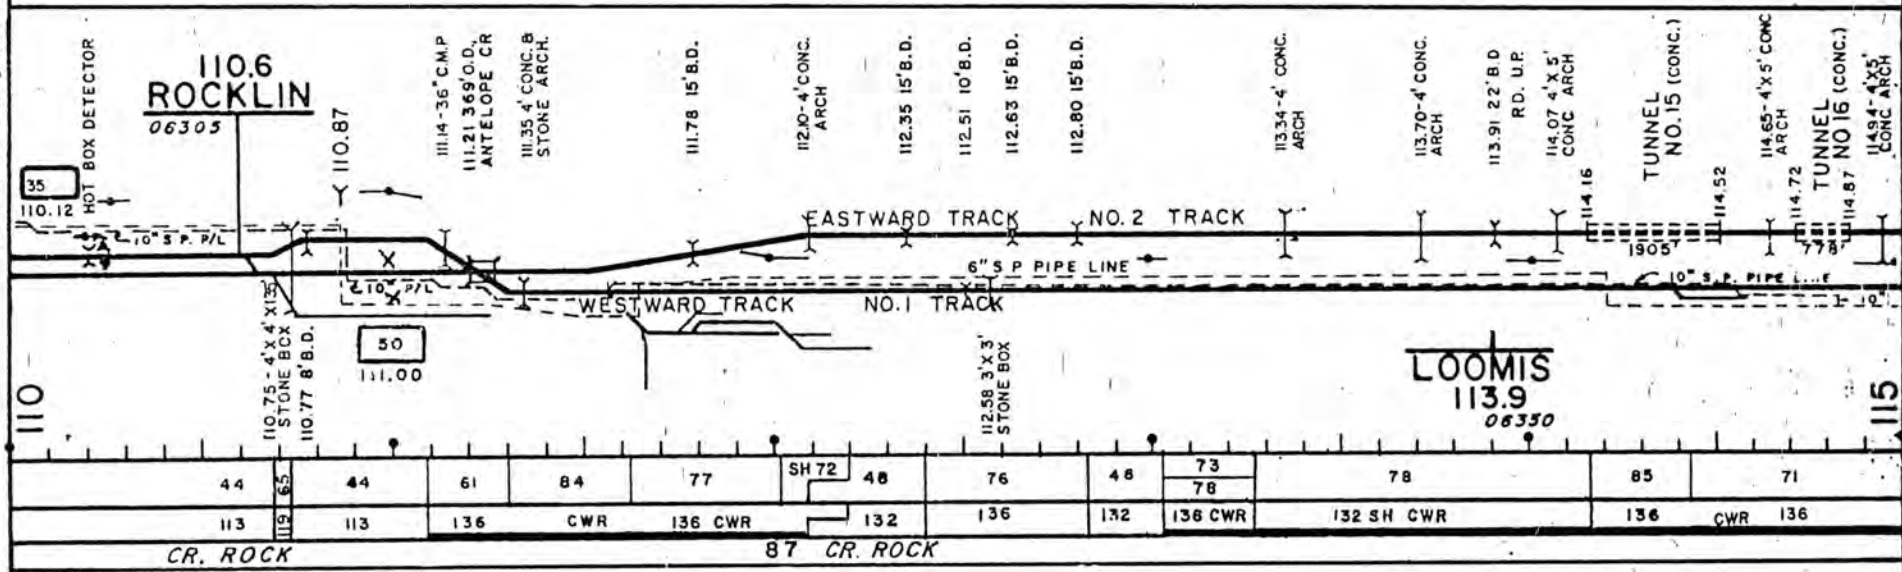 110.6
ROCKLIN
06305
HOT BOX DETECTOR
35
110.12
10" S.P. P/L
110.87
111.14-36" C.M.P
111.21 369' O.D.,
ANTELOPE CR
111.35 4' CONC. &
STONE ARCH.
111.78 15' B.D.
112.10-4' CONC.
ARCH
112.35 15' B.D.
112.51 10' B.D.
112.63 15' B.D.
112.80 15' B.D.
113.34-4' CONC.
ARCH
113.70-4' CONC.
ARCH
113.91 22' B.D
RD. U.P.
114.07 4' X 5'
CONC ARCH
114.16
TUNNEL
NO. 15 (CONC.)
114.52
114.65-4'X5' CONC
ARCH
114.72
TUNNEL
NO 16 (CONC.)
114.87
114.94-4'X5'
CONC ARCH
EASTWARD TRACK NO. 2 TRACK
1905'
778'
6" S P PIPE LINE
10" P/L
10" S.P. PIPE LINE
WESTWARD TRACK NO. 1 TRACK
50
111.00
110.75-4'X4'X135'
STONE BOX
110.77 8' B.D.
112.58 3'X3'
STONE BOX
LOOMIS
113.9
06350
110
115
44 65 44 61 84 77 SH 72 48 76 46 73 78 85 71
78
113 119 113 136 CWR 136 CWR 132 136 132 136 CWR 132 SH CWR 136 CWR 136
CR. ROCK 87 CR. ROCK